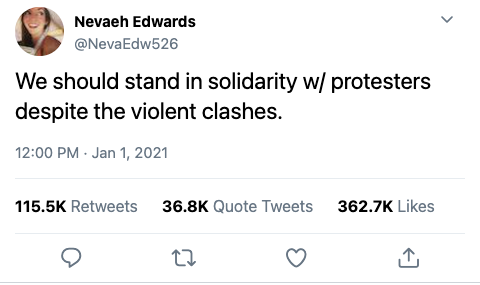 Nevaeh Edwards
@NevaEdw526
We should stand in solidarity w/ protesters
despite the violent clashes.
12:00 PM · Jan 1, 2021
115.5K Retweets 36.8K Quote Tweets 362.7K Likes